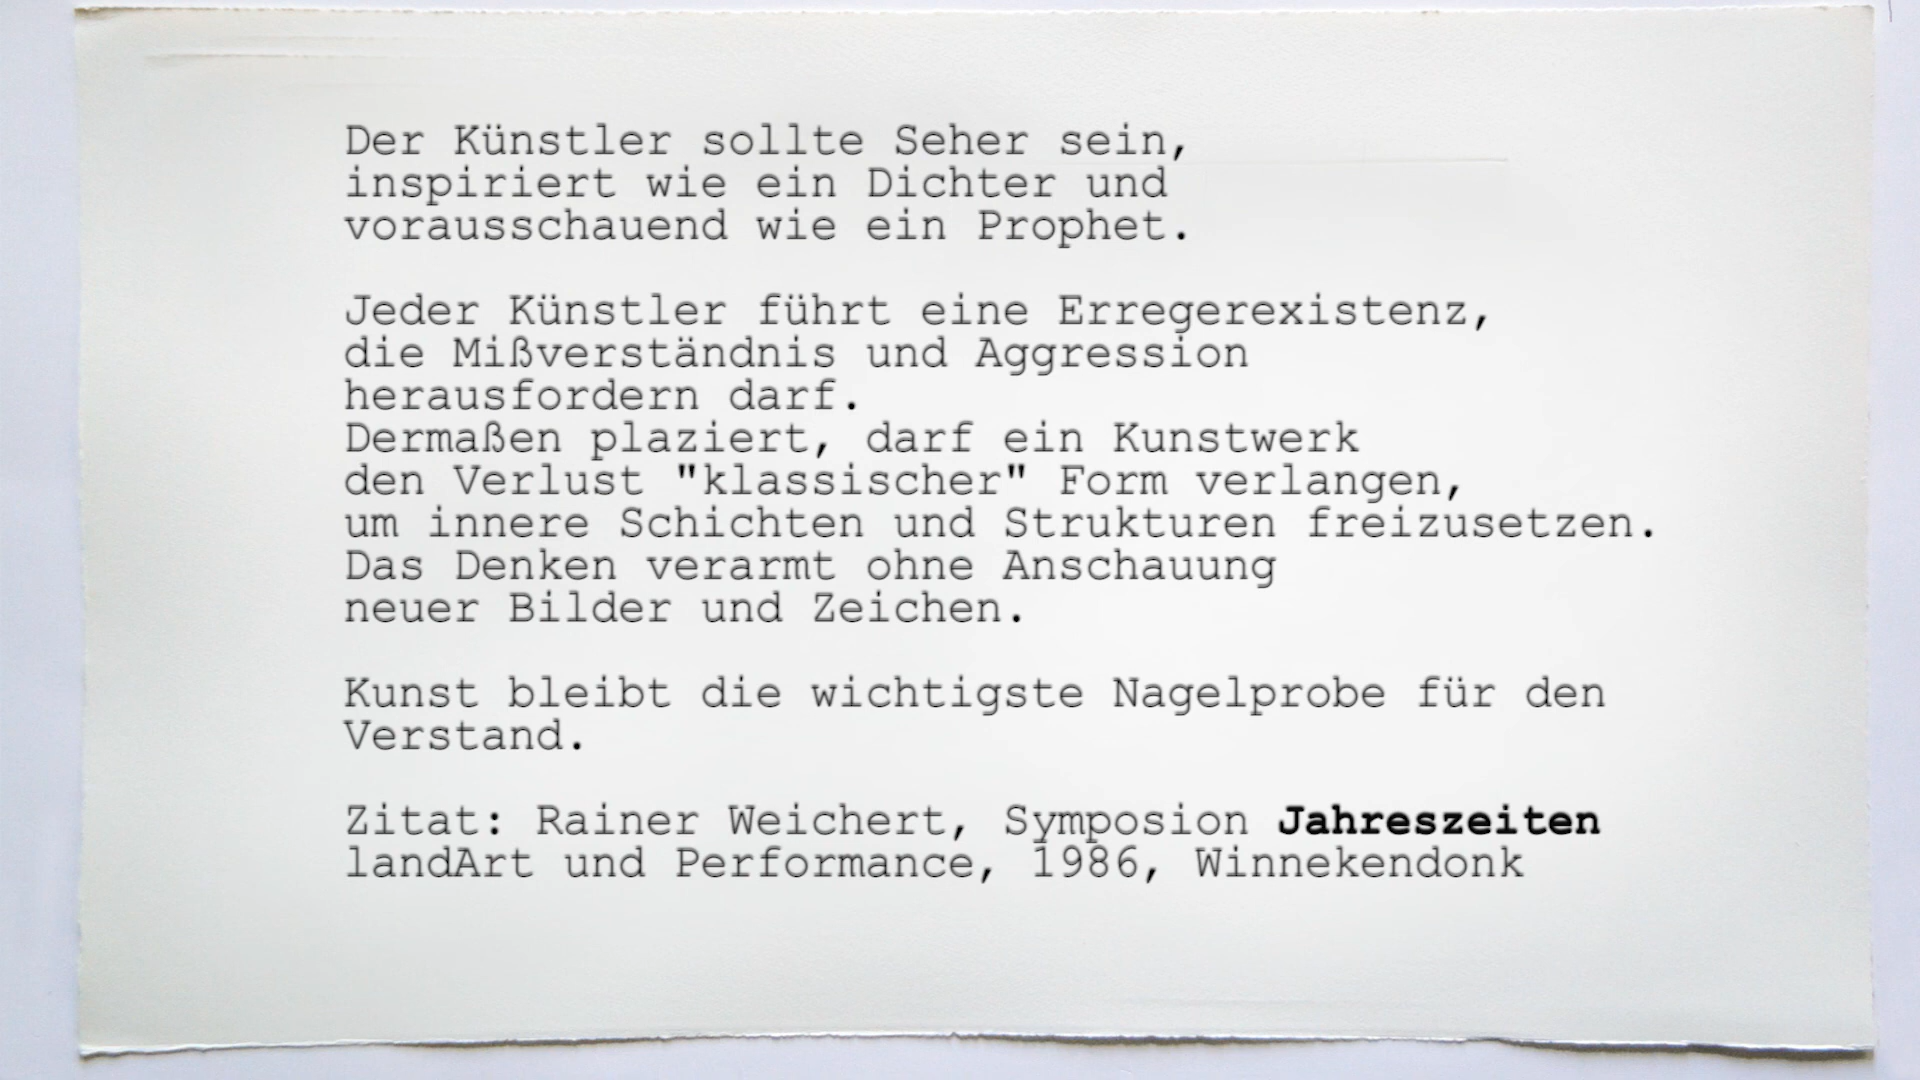 Der Künstler sollte Seher sein,
inspiriert wie ein Dichter und
vorausschauend wie ein Prophet.
Jeder Künstler führt eine Erregerexistenz,
die Mißverständnis und Aggression
herausfordern darf.
Dermaßen plaziert, darf ein Kunstwerk
den Verlust "klassischer" Form verlangen,
um innere Schichten und Strukturen freizusetzen.
Das Denken verarmt ohne Anschauung
neuer Bilder und Zeichen.
Kunst bleibt die wichtigste Nagelprobe für den
Verstand.
Zitat: Rainer Weichert, Symposion Jahreszeiten
landArt und Performance, 1986, Winnekendonk